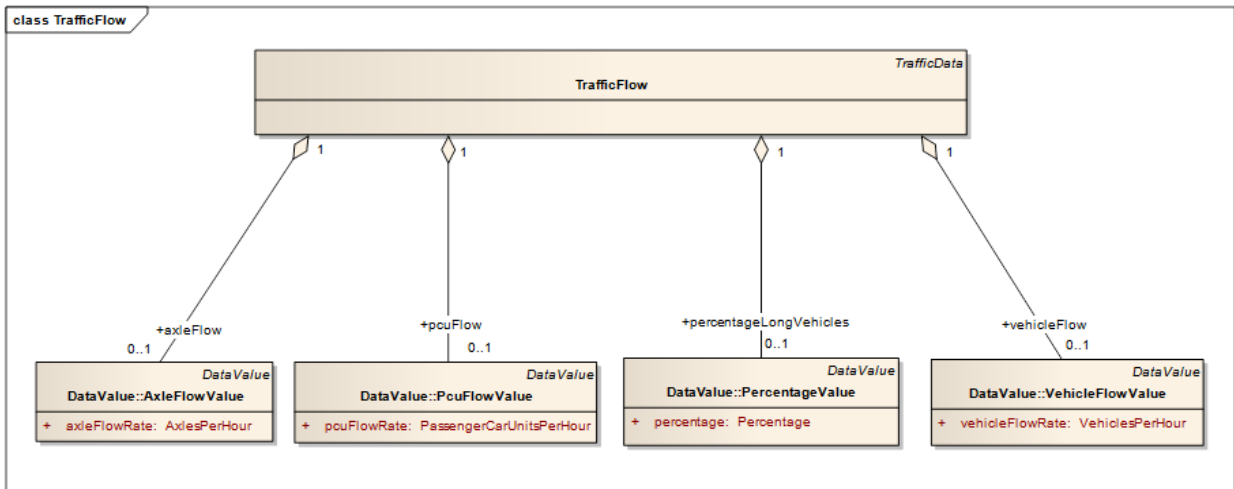 class TrafficFlow
TrafficData
TrafficFlow
1
1
1
1
+axleFlow
+pcuFlow
+percentageLongVehicles
+vehicleFlow
0..1
0..1
0..1
0..1
DataValue
DataValue::AxleFlowValue
+ axleFlowRate: AxlesPerHour
DataValue
DataValue::PcuFlowValue
+ pcuFlowRate: PassengerCarUnitsPerHour
DataValue
DataValue::PercentageValue
+ percentage: Percentage
DataValue
DataValue::VehicleFlowValue
+ vehicleFlowRate: VehiclesPerHour